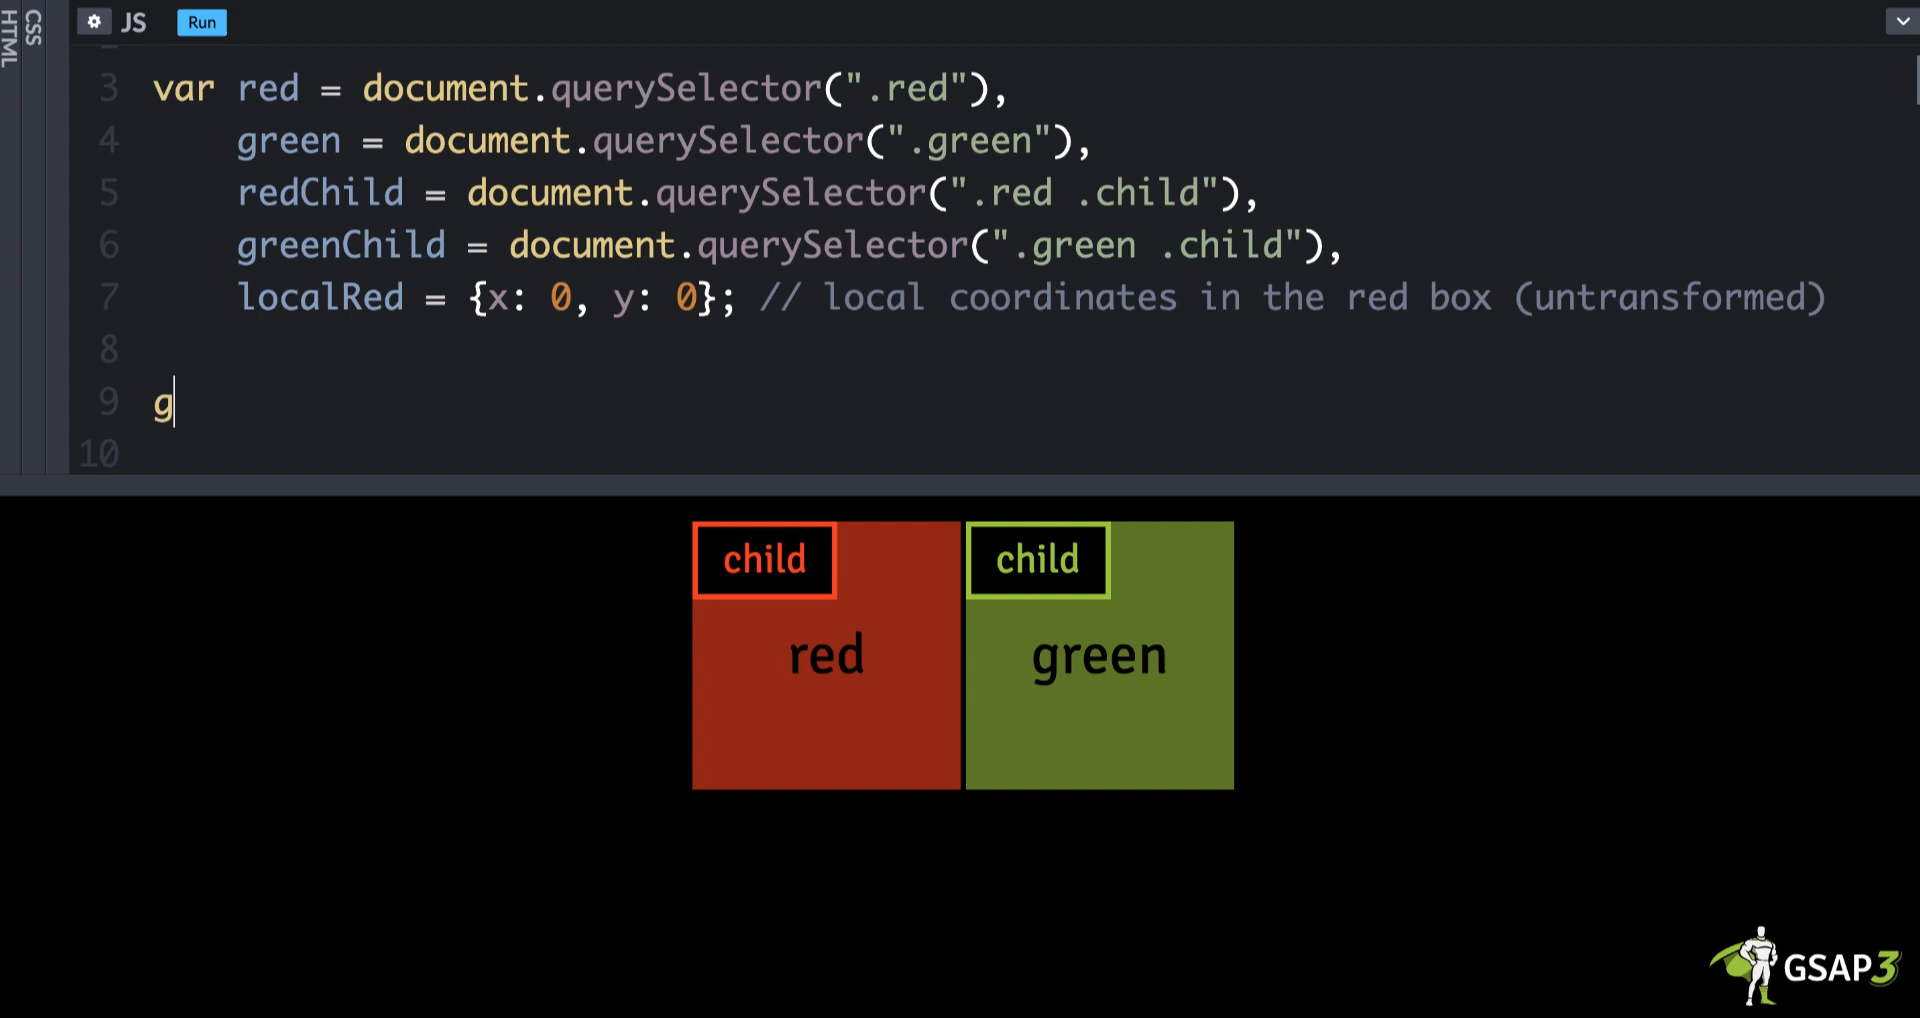 HTML
CSS
JS
Run
3 var red = document.querySelector(".red"),
4 green = document.querySelector(".green"),
5 redChild = document.querySelector(".red .child"),
6 greenChild = document.querySelector(".green .child"),
7 localRed = {x: 0, y: 0}; // local coordinates in the red box (untransformed)
8
9 g
10
child
child
red
green
GSAP3